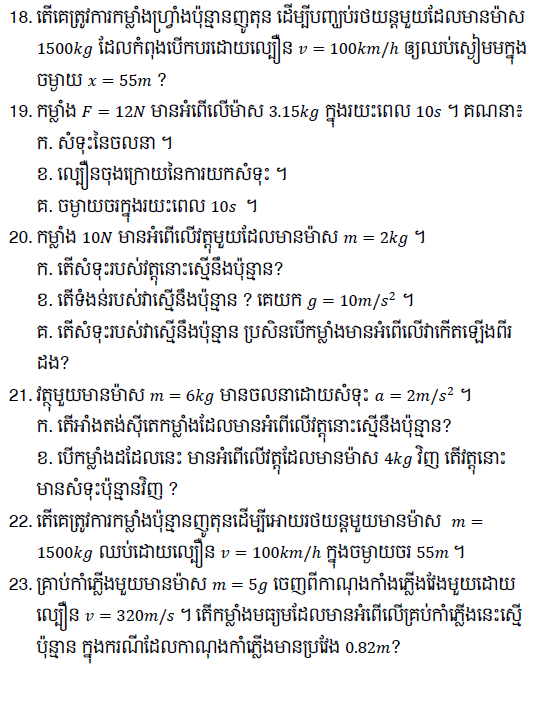 18. តើគេត្រូវការកម្លាំងហ្វ្រាំងប៉ុន្មានញូតុន ដើម្បីបញ្ឈប់រថយន្តមួយដែលមានម៉ាស
1500kg ដែលកំពុងបើកបរដោយល្បឿន v = 100km/h ឲ្យឈប់ស្ងៀមមកក្នុង
ចម្ងាយ x = 55m ?
19. កម្លាំង F = 12N មានអំពើលើម៉ាស 3.15kg ក្នុងរយះពេល 10s ។ គណនា៖
ក. សំទុះនៃចលនា ។
ខ. ល្បឿនចុងក្រោយនៃការយកសំទុះ ។
គ. ចម្ងាយចរក្នុងរយះពេល 10s ។
20. កម្លាំង 10N មានអំពើលើវត្ថុមួយដែលមានម៉ាស m = 2kg ។
ក. តើសំទុះរបស់វត្ថុនោះស្មើនឹងប៉ុន្មាន?
ខ. តើទំងន់របស់វាស្មើនឹងប៉ុន្មាន ? គេយក g = 10m/s² ។
គ. តើសំទុះរបស់វាស្មើនឹងប៉ុន្មាន ប្រសិនបើកម្លាំងមានអំពើលើវាកើតឡើងពីរ
ដង?
21. វត្ថុមួយមានម៉ាស m = 6kg មានចលនាដោយសំទុះ a = 2m/s² ។
ក. តើអាំងតង់ស៊ីតេកម្លាំងដែលមានអំពើលើវត្ថុនោះស្មើនឹងប៉ុន្មាន?
ខ. បើកម្លាំងដដែលនេះ មានអំពើលើវត្ថុដែលមានម៉ាស 4kg វិញ តើវត្ថុនោះ
មានសំទុះប៉ុន្មានវិញ ?
22. តើគេត្រូវការកម្លាំងប៉ុន្មានញូតុនដើម្បីអោយរថយន្តមួយមានម៉ាស m =
1500kg ឈប់ដោយល្បឿន v = 100km/h ក្នុងចម្ងាយចរ 55m ។
23. គ្រាប់កាំភ្លើងមួយមានម៉ាស m = 5g ចេញពីកាណុងកាំងភ្លើងវែងមួយដោយ
ល្បឿន v = 320m/s ។ តើកម្លាំងមធ្យមដែលមានអំពើលើគ្រប់កាំភ្លើងនេះស្មើ
ប៉ុន្មាន ក្នុងករណីដែលកាណុងកាំភ្លើងមានប្រវែង 0.82m?